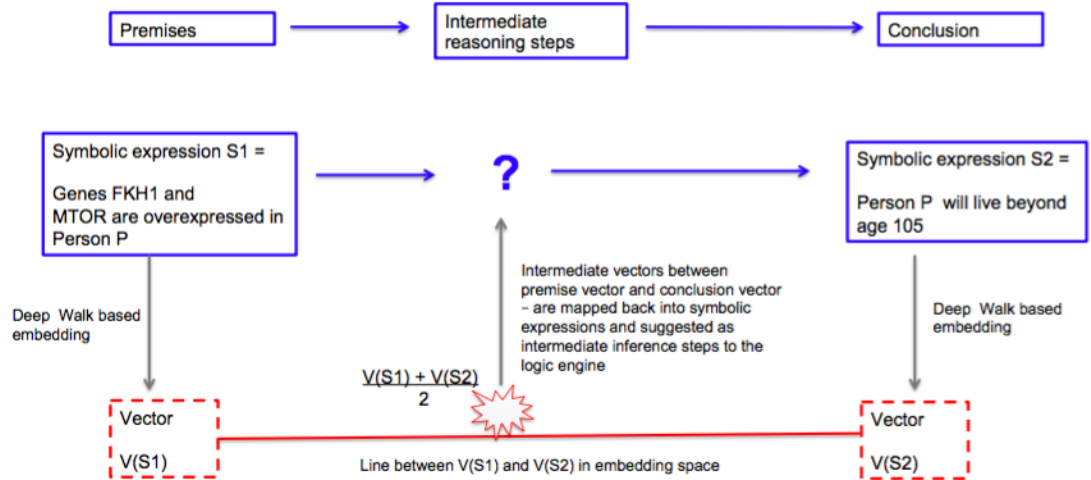 Premises
Intermediate
reasoning steps
Conclusion
Symbolic expression S1 =
Genes FKH1 and
MTOR are overexpressed in
Person P
?
Symbolic expression S2 =
Person P will live beyond
age 105
Deep Walk based
embedding
Intermediate vectors between
premise vector and conclusion vector
– are mapped back into symbolic
expressions and suggested as
intermediate inference steps to the
logic engine
Deep Walk based
embedding
V(S1) + V(S2)
2
Vector
V(S1)
Line between V(S1) and V(S2) in embedding space
Vector
V(S2)